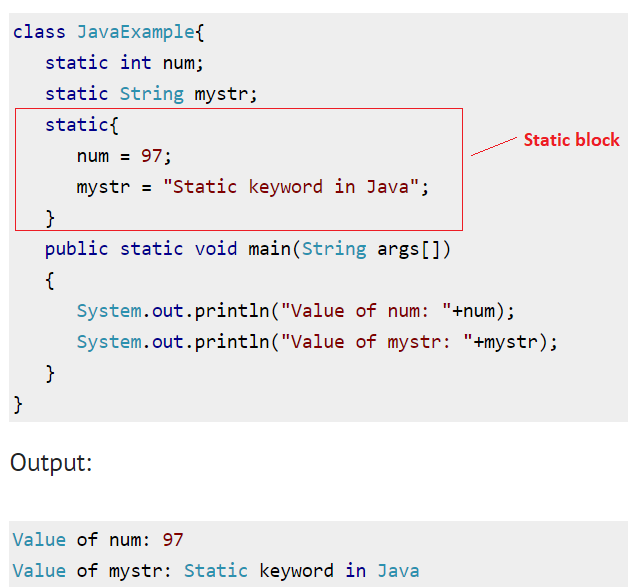 class JavaExample{
static int num;
static String mystr;
static{
num = 97;
mystr = "Static keyword in Java";
}
Static block
public static void main(String args[])
{
System.out.println("Value of num: "+num);
System.out.println("Value of mystr: "+mystr);
}
}
Output:
Value of num: 97
Value of mystr: Static keyword in Java